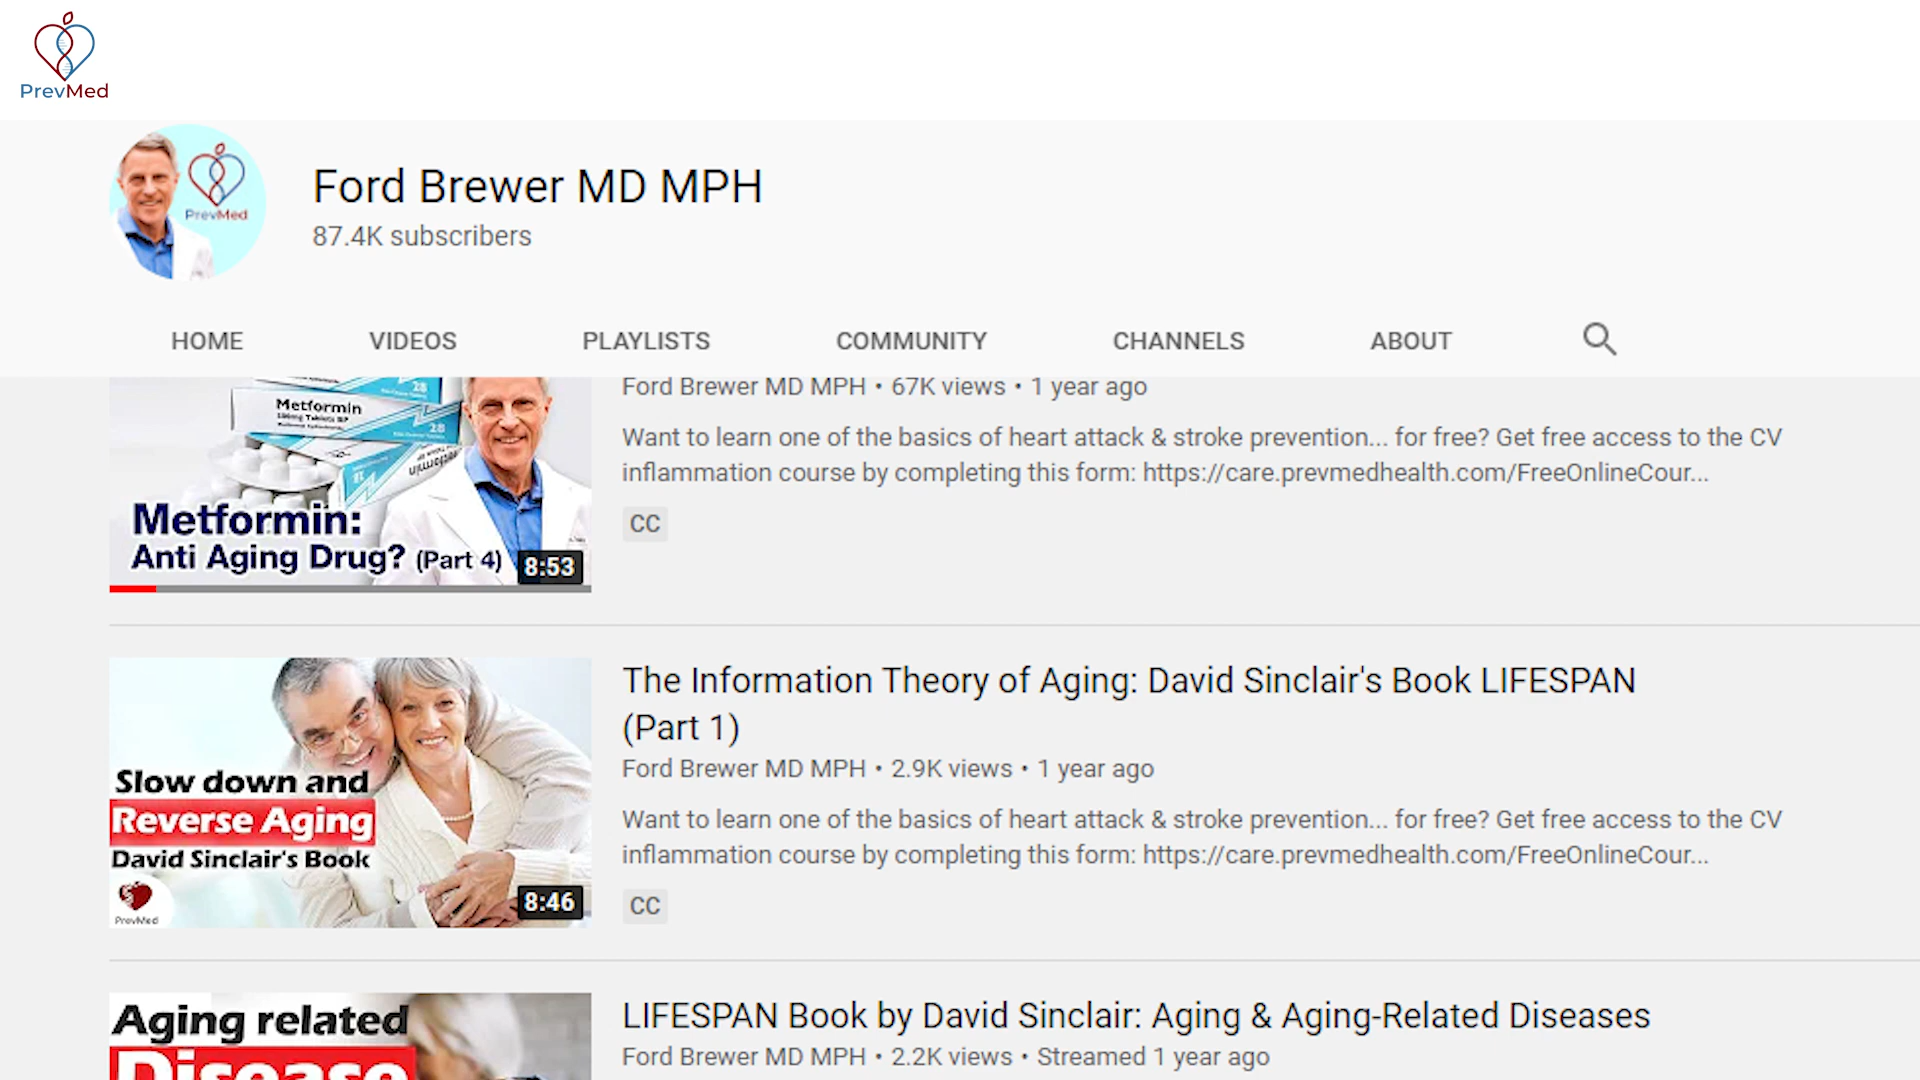 PrevMed
PrevMed
Ford Brewer MD MPH
87.4K subscribers
HOME VIDEOS PLAYLISTS COMMUNITY CHANNELS ABOUT
28
Metformin
28
Metformin:
Anti Aging Drug? (Part 4)
8:53
Ford Brewer MD MPH • 67K views • 1 year ago
Want to learn one of the basics of heart attack & stroke prevention... for free? Get free access to the CV
inflammation course by completing this form: https://care.prevmedhealth.com/FreeOnlineCour...
CC
Slow down and
Reverse Aging
David Sinclair's Book
PrevMed
8:46
The Information Theory of Aging: David Sinclair's Book LIFESPAN
(Part 1)
Ford Brewer MD MPH • 2.9K views • 1 year ago
Want to learn one of the basics of heart attack & stroke prevention... for free? Get free access to the CV
inflammation course by completing this form: https://care.prevmedhealth.com/FreeOnlineCour...
CC
Aging related
Disease
LIFESPAN Book by David Sinclair: Aging & Aging-Related Diseases
Ford Brewer MD MPH • 2.2K views • Streamed 1 year ago